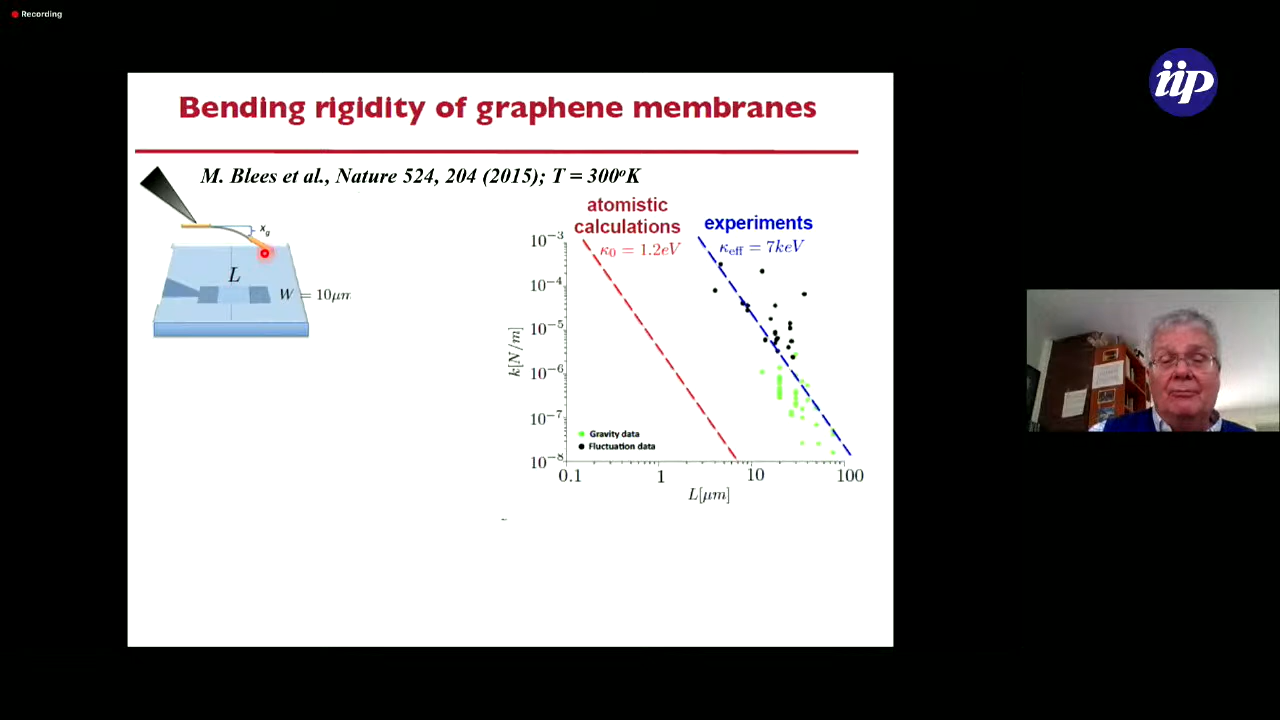 Recording
iip
Bending rigidity of graphene membranes
M. Blees et al., Nature 524, 204 (2015); T = 300°K
x_g
L
W = 10μm
atomistic
calculations
κ₀ = 1.2eV
experiments
κ_eff = 7keV
k[N/m]
10⁻³
10⁻⁴
10⁻⁵
10⁻⁶
10⁻⁷
10⁻⁸
Gravity data
Fluctuation data
0.1 1 10 100
L[μm]